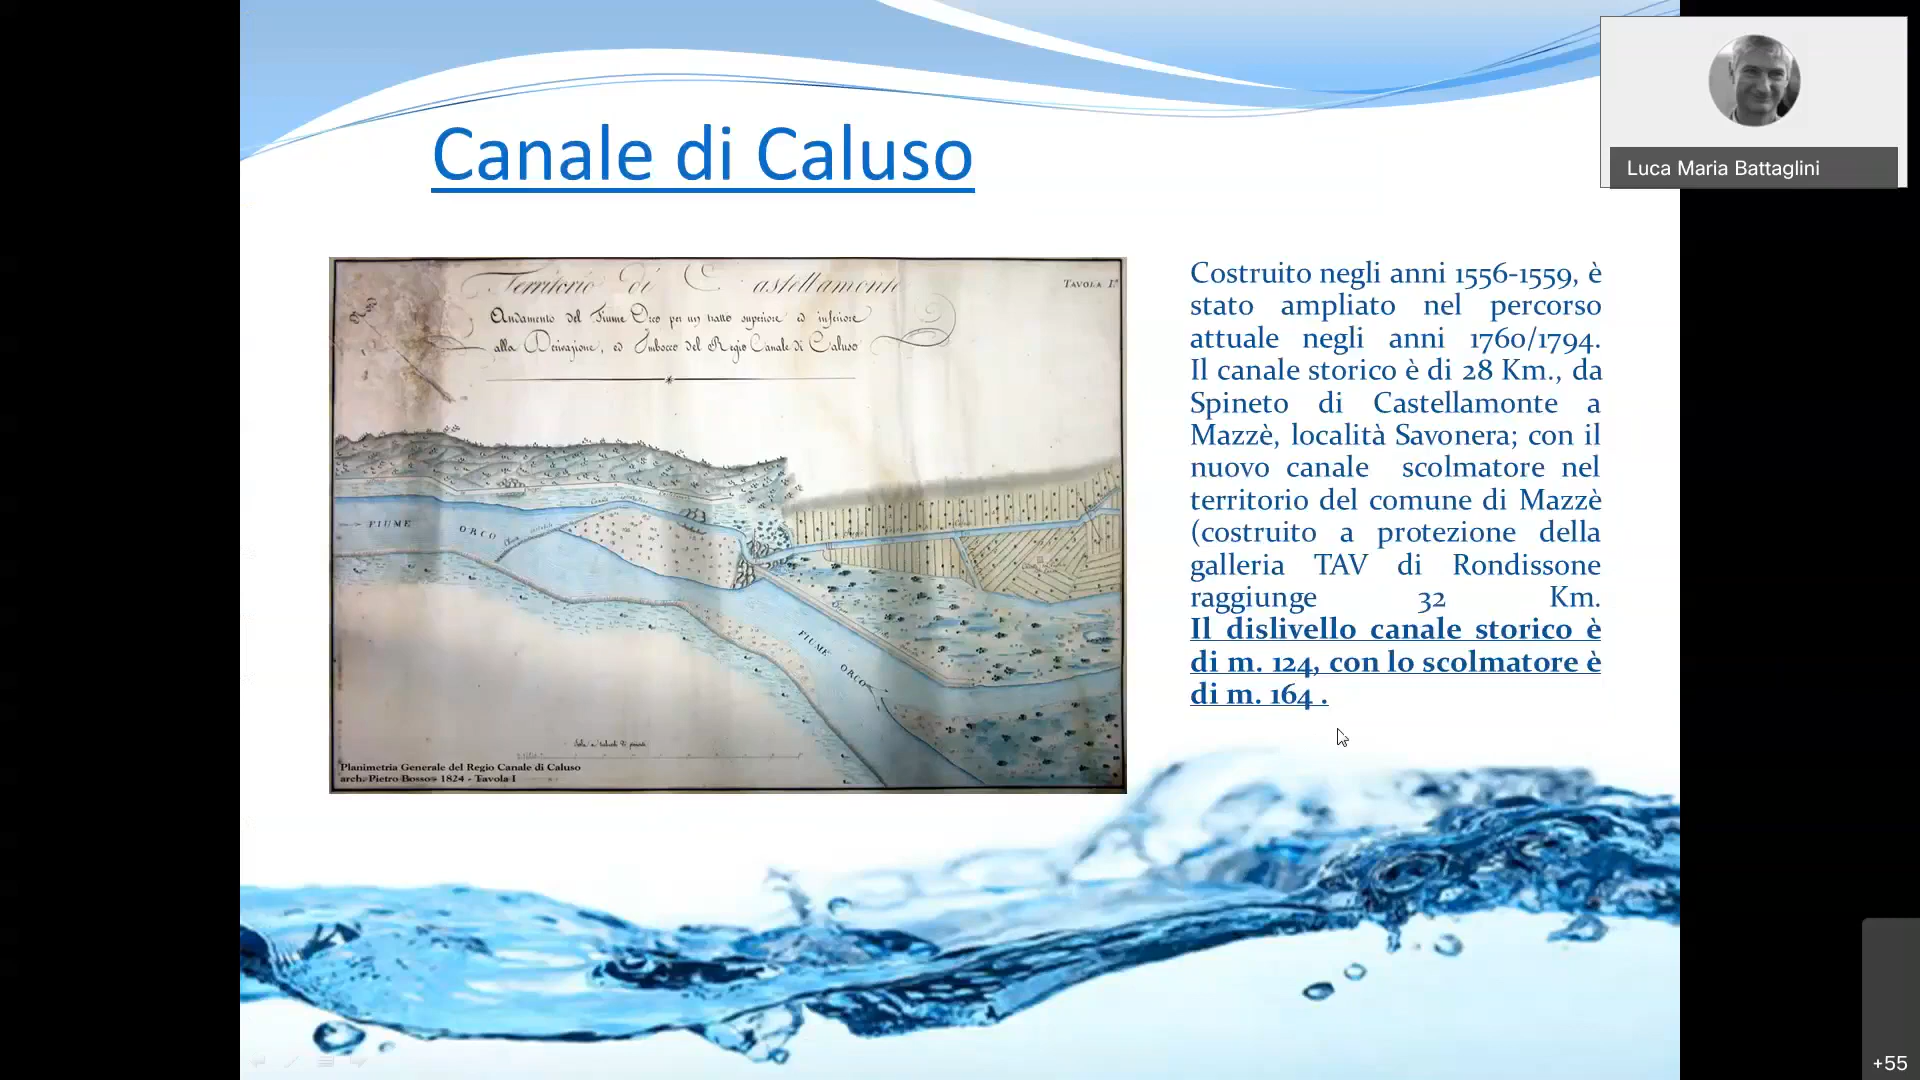 Canale di Caluso
Luca Maria Battaglini
Territorio di Castellamonte
TAVOLA I.ª
Andamento del Fiume Orco per un tratto superiore ed inferiore
alla Derivazione, ed Imbocco del Regio Canale di Caluso
FIUME ORCO
FIUME ORCO
Planimetria Generale del Regio Canale di Caluso
arch. Pietro Bosso - 1824 - Tavola I
Costruito negli anni 1556-1559, è
stato ampliato nel percorso
attuale negli anni 1760/1794.
Il canale storico è di 28 Km., da
Spineto di Castellamonte a
Mazzè, località Savonera; con il
nuovo canale scolmatore nel
territorio del comune di Mazzè
(costruito a protezione della
galleria TAV di Rondissone
raggiunge 32 Km.
Il dislivello canale storico è
di m. 124, con lo scolmatore è
di m. 164 .
+55